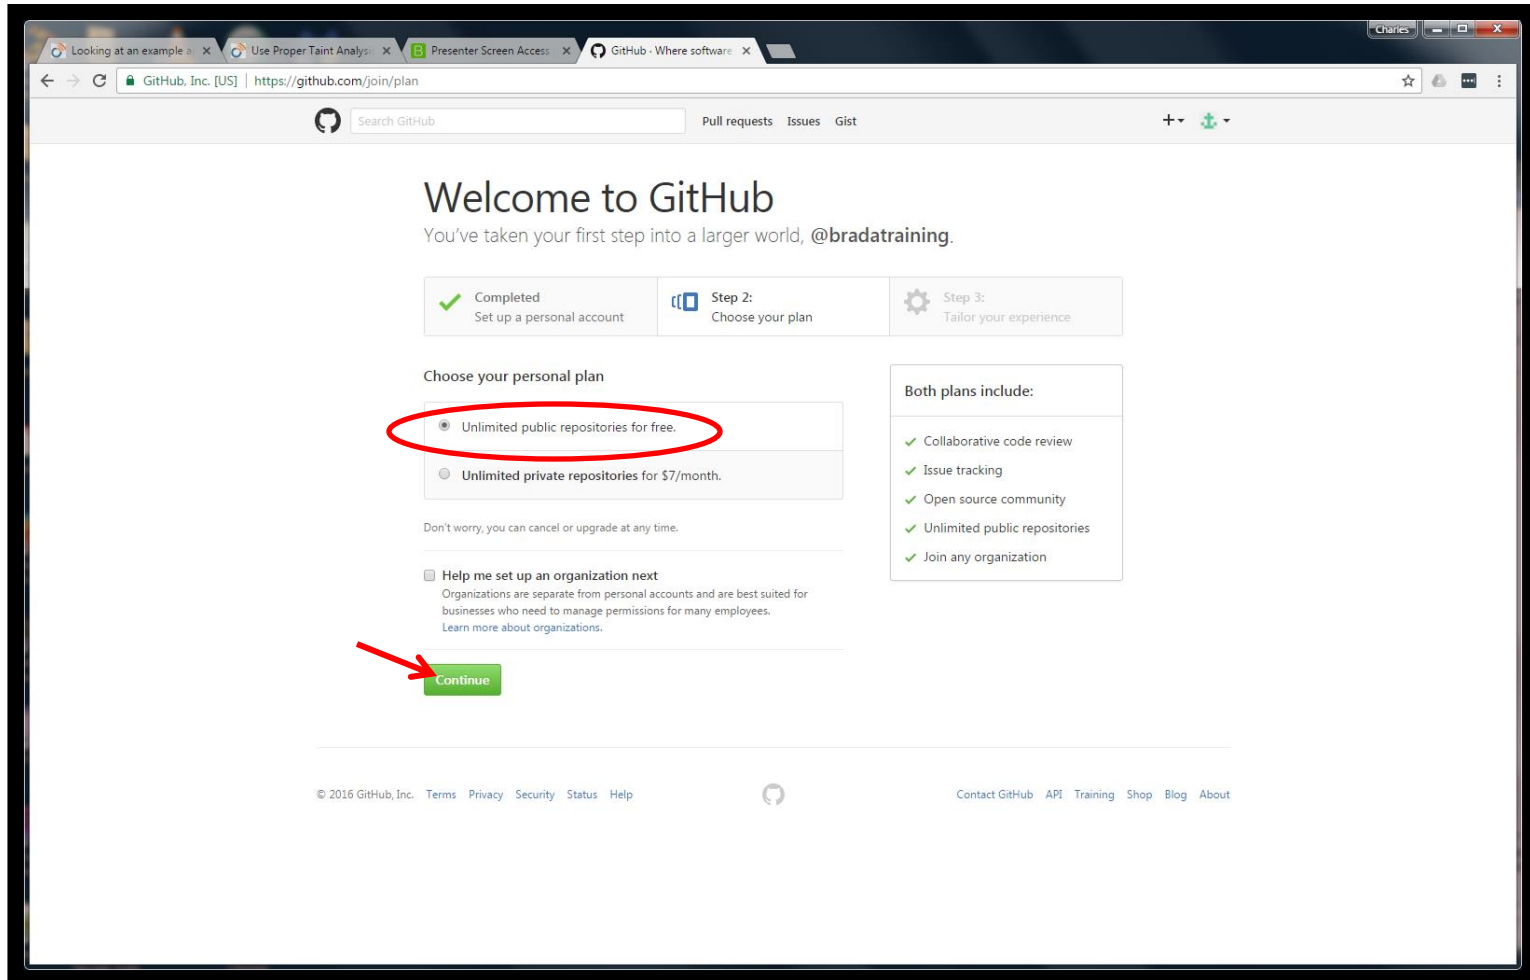 Charles
Looking at an example a
Use Proper Taint Analysi
Presenter Screen Access
GitHub · Where software
GitHub, Inc. [US] | https://github.com/join/plan
Search GitHub
Pull requests Issues Gist
Welcome to GitHub
You've taken your first step into a larger world, @bradatraining.
Completed
Set up a personal account
Step 2:
Choose your plan
Step 3:
Tailor your experience
Choose your personal plan
Unlimited public repositories for free.
Unlimited private repositories for $7/month.
Don't worry, you can cancel or upgrade at any time.
Help me set up an organization next
Organizations are separate from personal accounts and are best suited for
businesses who need to manage permissions for many employees.
Learn more about organizations.
Continue
Both plans include:
Collaborative code review
Issue tracking
Open source community
Unlimited public repositories
Join any organization
© 2016 GitHub, Inc. Terms Privacy Security Status Help
Contact GitHub API Training Shop Blog About